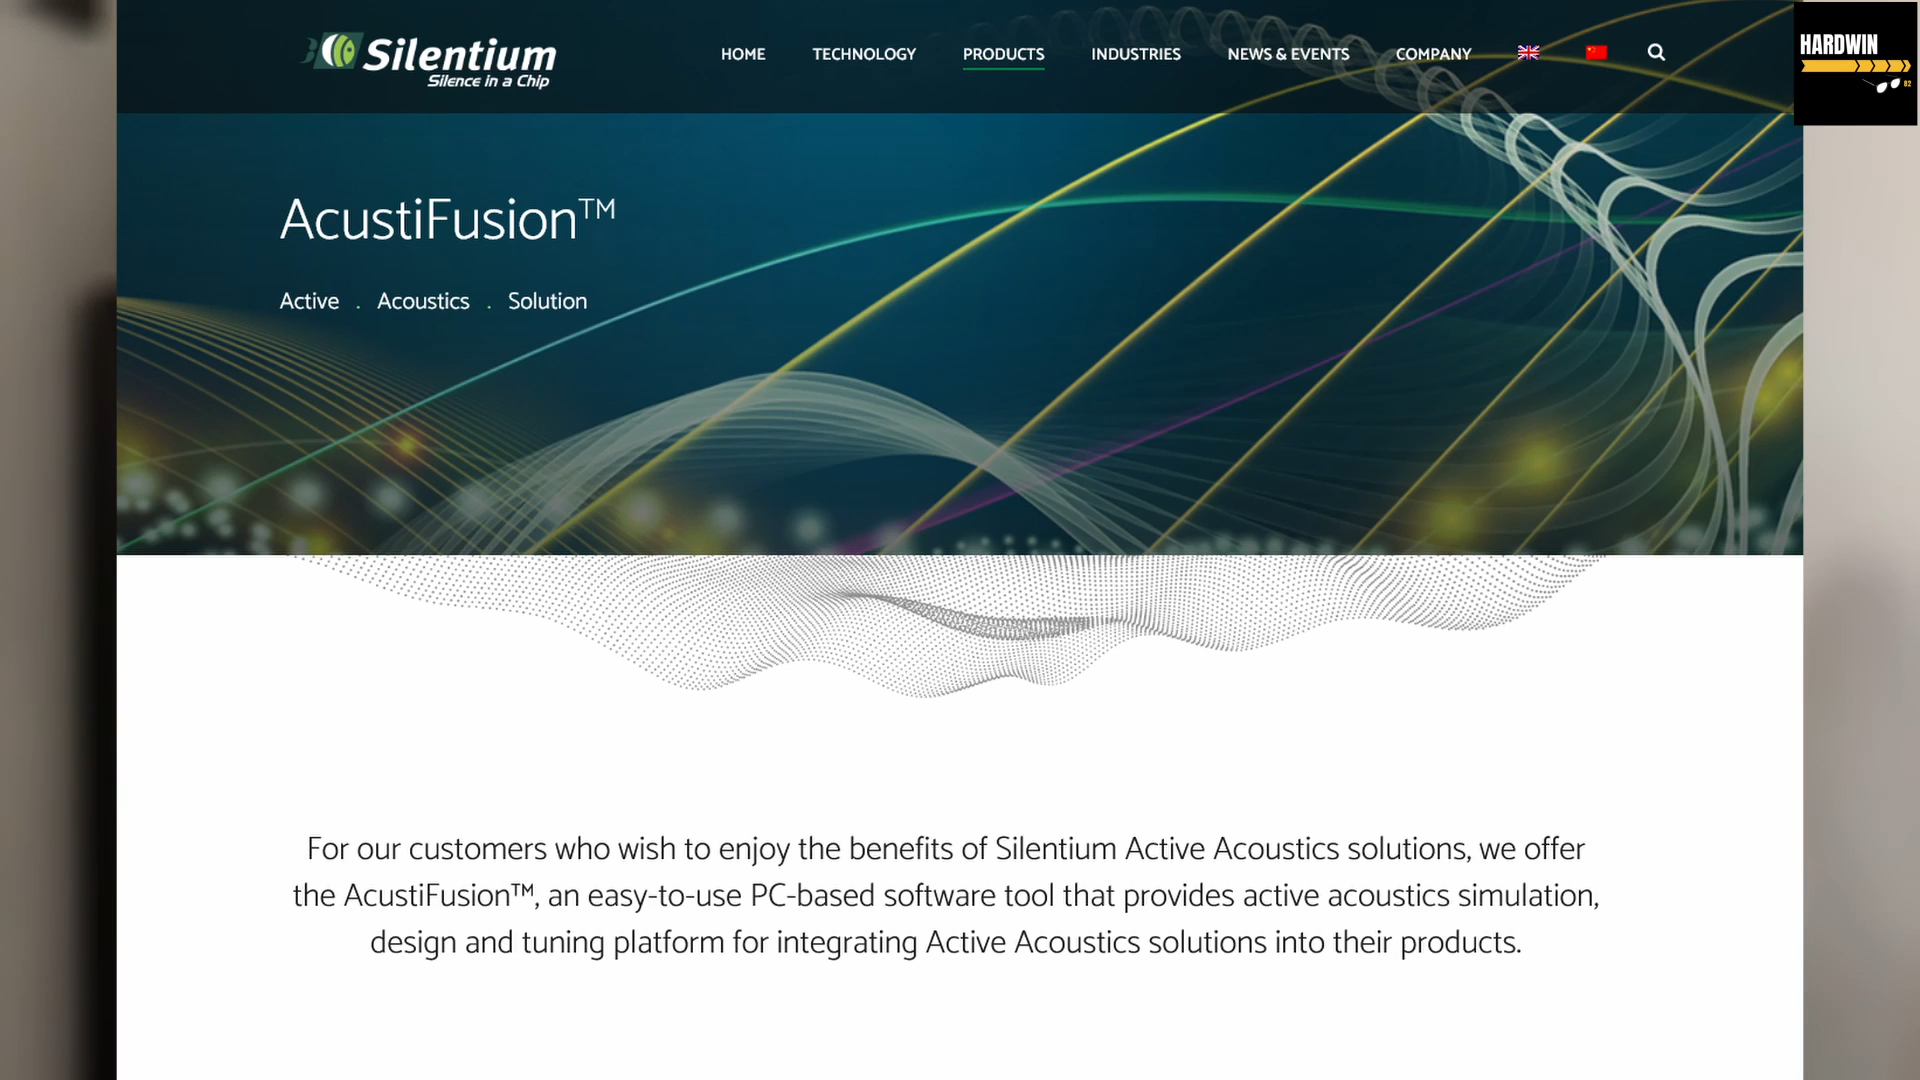 Silentium
Silence in a Chip
HOME TECHNOLOGY PRODUCTS INDUSTRIES NEWS & EVENTS COMPANY
HARDWIN
82
AcustiFusion™
Active . Acoustics . Solution
For our customers who wish to enjoy the benefits of Silentium Active Acoustics solutions, we offer
the AcustiFusion™, an easy-to-use PC-based software tool that provides active acoustics simulation,
design and tuning platform for integrating Active Acoustics solutions into their products.